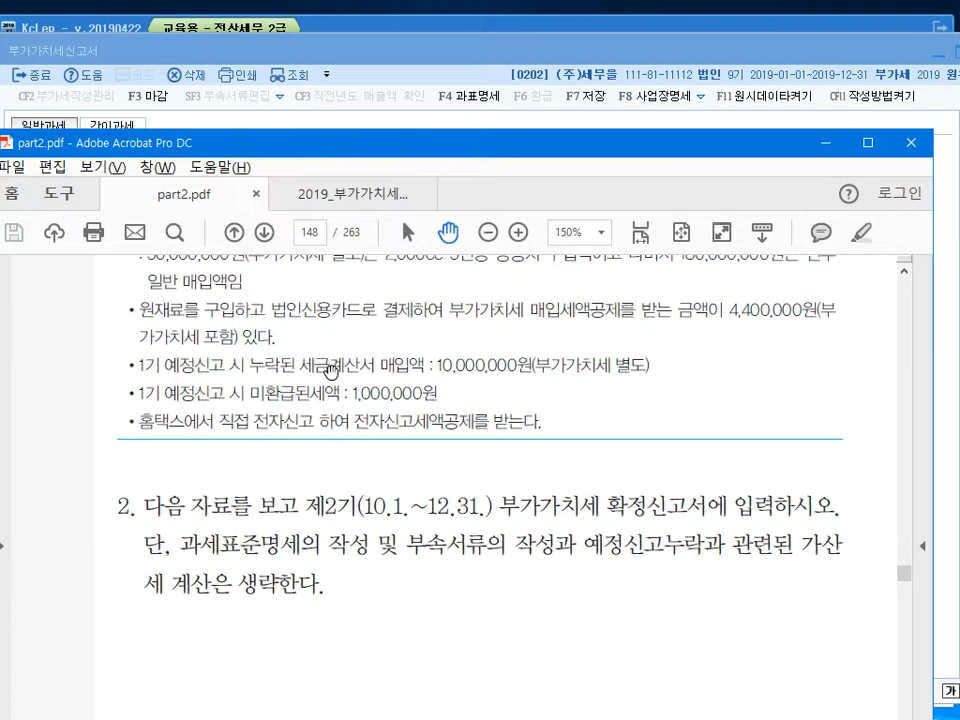 KcLep - v.20190422 교육용 - 전산세무 2급
부가가치세신고서
종료 도움 코드 삭제 인쇄 조회 [0202] (주)세무을 111-81-11112 법인 9기 2019-01-01~2019-12-31 부가세 2019
CF2 부가세작성관리 F3 마감 SF3 부속서류편집 CF3 직전년도 매출액 확인 F4 과표명세 F6 환급 F7 저장 F8 사업장명세 F11 원시데이타켜기 CF11 작성방법켜기
일반과세 간이과세
part2.pdf - Adobe Acrobat Pro DC
파일 편집 보기(V) 창(W) 도움말(H)
홈 도구 part2.pdf × 2019_부가가치세... 로그인
148 / 263 150%
일반 매입액임
• 원재료를 구입하고 법인신용카드로 결제하여 부가가치세 매입세액공제를 받는 금액이 4,400,000원(부
가가치세 포함) 있다.
• 1기 예정신고 시 누락된 세금계산서 매입액 : 10,000,000원(부가가치세 별도)
• 1기 예정신고 시 미환급된세액 : 1,000,000원
• 홈택스에서 직접 전자신고 하여 전자신고세액공제를 받는다.
2. 다음 자료를 보고 제2기(10.1.~12.31.) 부가가치세 확정신고서에 입력하시오.
단, 과세표준명세의 작성 및 부속서류의 작성과 예정신고누락과 관련된 가산
세 계산은 생략한다.
가